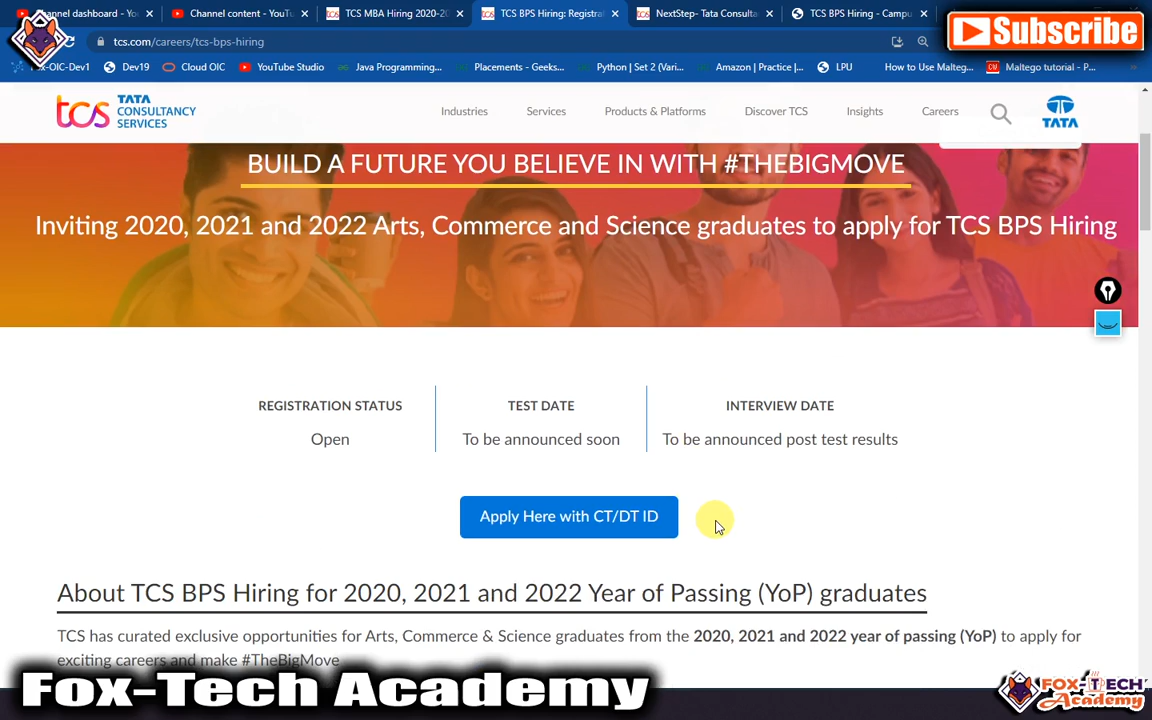 Channel dashboard - Yo
Channel content - YouTu
TCS MBA Hiring 2020-20
TCS BPS Hiring: Registra
NextStep- Tata Consulta
TCS BPS Hiring - Campu
Subscribe
tcs.com/careers/tcs-bps-hiring
Fox-OIC-Dev1
Dev19
Cloud OIC
YouTube Studio
Java Programming...
Placements - Geeks...
Python | Set 2 (Vari...
Amazon | Practice |...
LPU
How to Use Malteg...
Maltego tutorial - P...
tcs
TATA
CONSULTANCY
SERVICES
Industries
Services
Products & Platforms
Discover TCS
Insights
Careers
TATA
BUILD A FUTURE YOU BELIEVE IN WITH #THEBIGMOVE
Inviting 2020, 2021 and 2022 Arts, Commerce and Science graduates to apply for TCS BPS Hiring
REGISTRATION STATUS
Open
TEST DATE
To be announced soon
INTERVIEW DATE
To be announced post test results
Apply Here with CT/DT ID
About TCS BPS Hiring for 2020, 2021 and 2022 Year of Passing (YoP) graduates
TCS has curated exclusive opportunities for Arts, Commerce & Science graduates from the 2020, 2021 and 2022 year of passing (YoP) to apply for
exciting careers and make #TheBigMove
Fox-Tech Academy
FOX-TECH
Academy